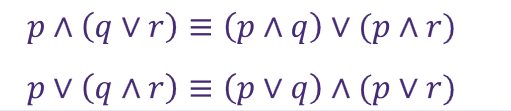 𝑝 ∧ (𝑞 ∨ 𝑟) ≡ (𝑝 ∧ 𝑞) ∨ (𝑝 ∧ 𝑟)
𝑝 ∨ (𝑞 ∧ 𝑟) ≡ (𝑝 ∨ 𝑞) ∧ (𝑝 ∨ 𝑟)